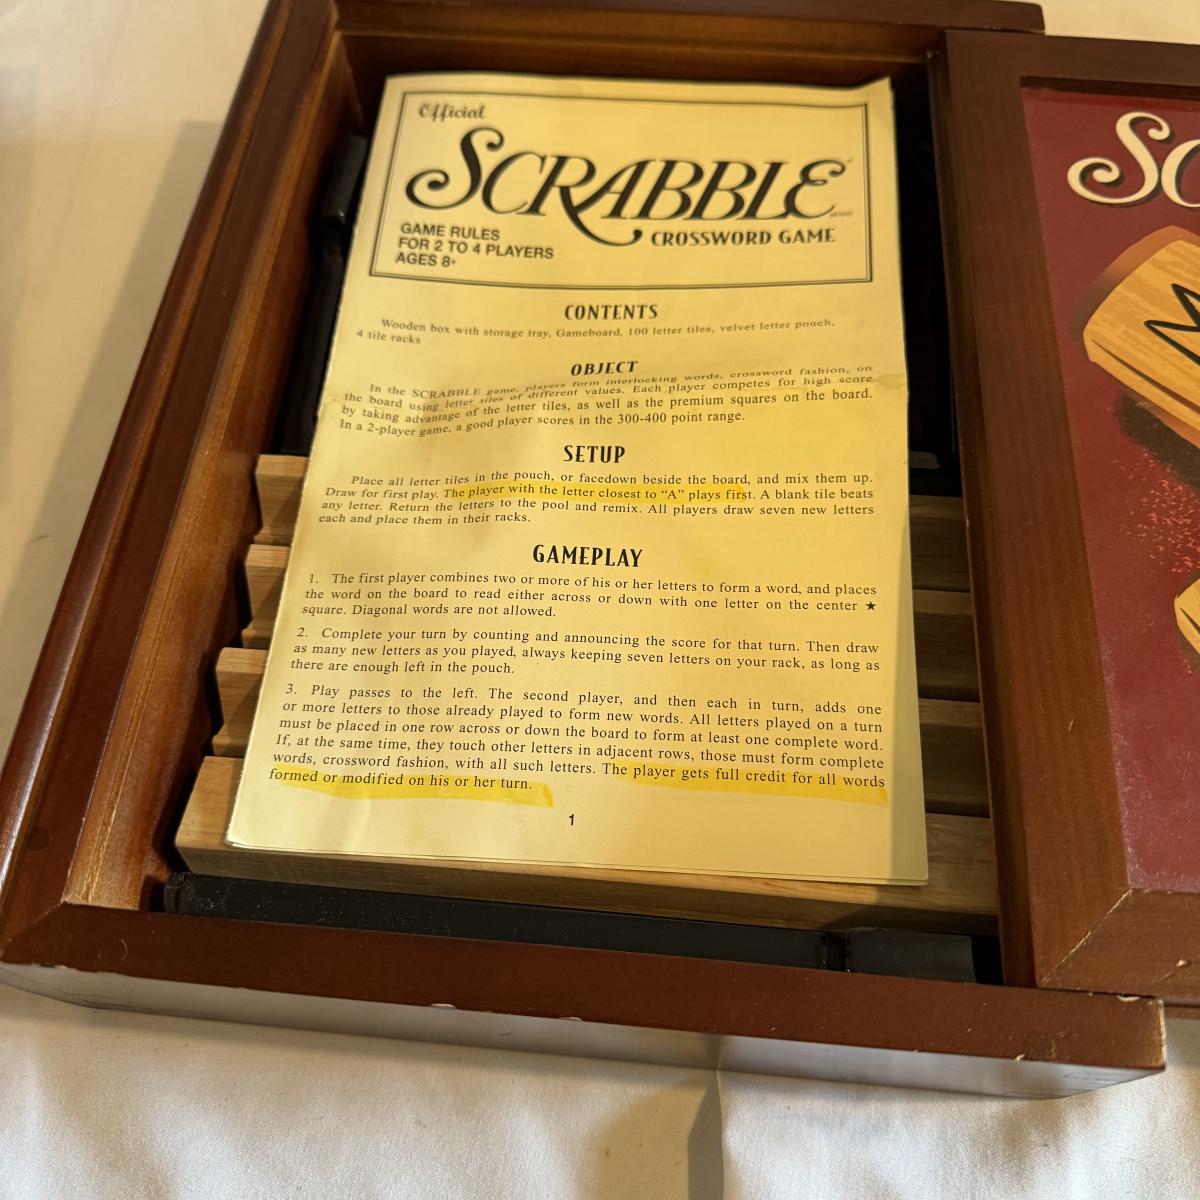 Official
SCRABBLE
BRAND
CROSSWORD GAME
GAME RULES
FOR 2 TO 4 PLAYERS
AGES 8+
CONTENTS
Wooden box with storage tray, Gameboard, 100 letter tiles, velvet letter pouch,
4 tile racks
OBJECT
In the SCRABBLE game, players form interlocking words, crossword fashion, on
the board using letter tiles of different values. Each player competes for high score
by taking advantage of the letter tiles, as well as the premium squares on the board.
In a 2-player game, a good player scores in the 300-400 point range.
SETUP
Place all letter tiles in the pouch, or facedown beside the board, and mix them up.
Draw for first play. The player with the letter closest to “A” plays first. A blank tile beats
any letter. Return the letters to the pool and remix. All players draw seven new letters
each and place them in their racks.
GAMEPLAY
1. The first player combines two or more of his or her letters to form a word, and places
the word on the board to read either across or down with one letter on the center ★
square. Diagonal words are not allowed.
2. Complete your turn by counting and announcing the score for that turn. Then draw
as many new letters as you played, always keeping seven letters on your rack, as long as
there are enough left in the pouch.
3. Play passes to the left. The second player, and then each in turn, adds one
or more letters to those already played to form new words. All letters played on a turn
must be placed in one row across or down the board to form at least one complete word.
If, at the same time, they touch other letters in adjacent rows, those must form complete
words, crossword fashion, with all such letters. The player gets full credit for all words
formed or modified on his or her turn.
1
SC